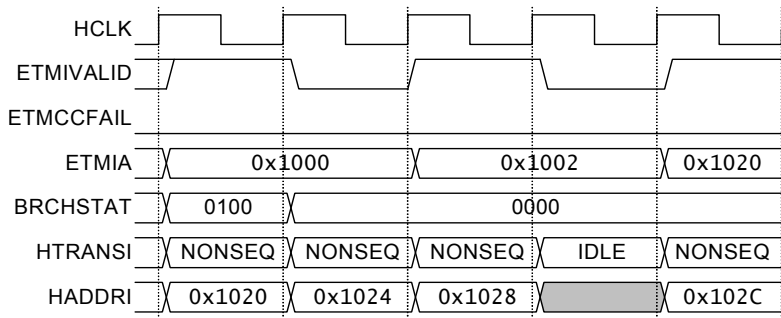 HCLK
ETMIVALID
ETMCCFAIL
ETMIA 0x1000 0x1002 0x1020
BRCHSTAT 0100 0000
HTRANSI NONSEQ NONSEQ NONSEQ IDLE NONSEQ
HADDRI 0x1020 0x1024 0x1028 0x102C